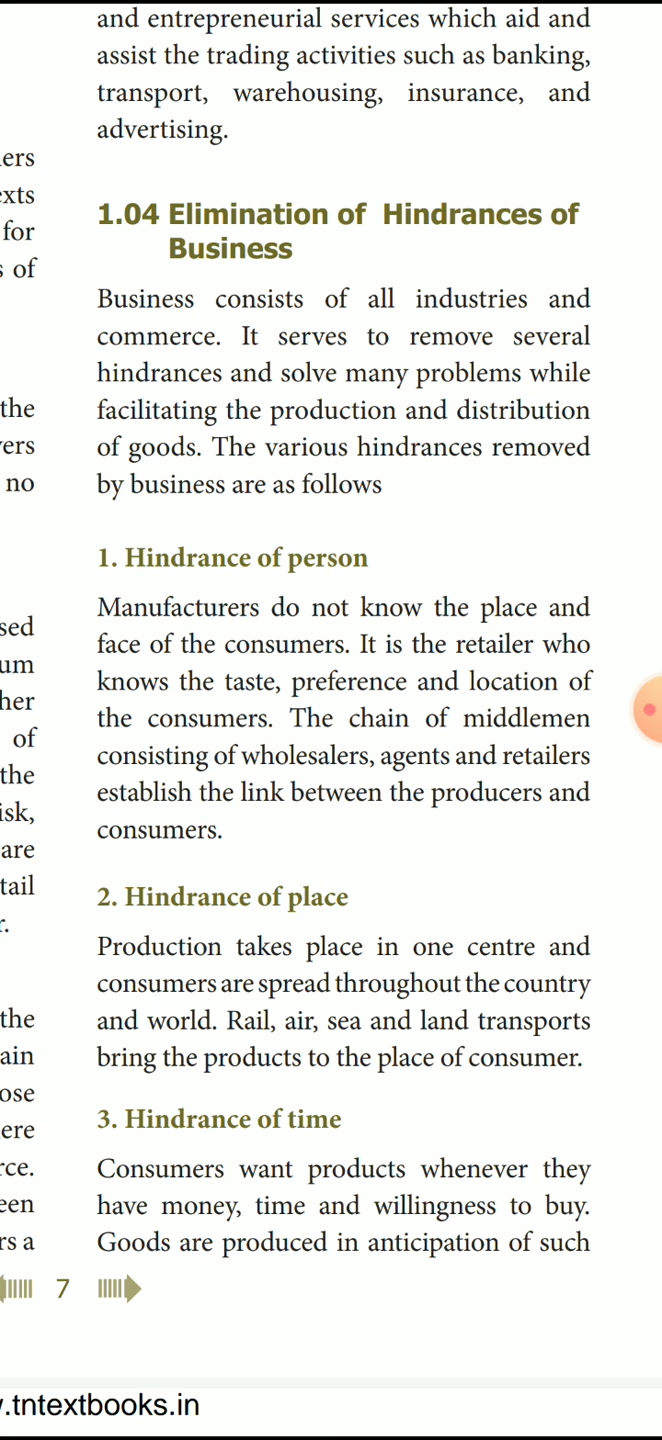 and entrepreneurial services which aid and
assist the trading activities such as banking,
transport, warehousing, insurance, and
advertising.
1.04 Elimination of Hindrances of
Business
Business consists of all industries and
commerce. It serves to remove several
hindrances and solve many problems while
facilitating the production and distribution
of goods. The various hindrances removed
by business are as follows
1. Hindrance of person
Manufacturers do not know the place and
face of the consumers. It is the retailer who
knows the taste, preference and location of
the consumers. The chain of middlemen
consisting of wholesalers, agents and retailers
establish the link between the producers and
consumers.
2. Hindrance of place
Production takes place in one centre and
consumers are spread throughout the country
and world. Rail, air, sea and land transports
bring the products to the place of consumer.
3. Hindrance of time
Consumers want products whenever they
have money, time and willingness to buy.
Goods are produced in anticipation of such
for
of
the
no
of
the
are
the
7
.tntextbooks.in